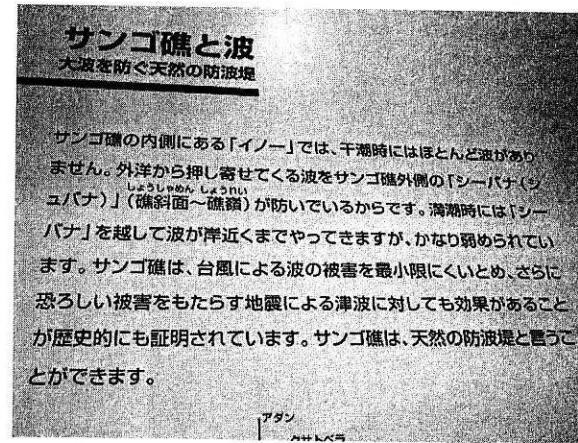 サンゴ礁と波
大波を防ぐ天然の防波堤
サンゴ礁の内側にある「イノー」では、干潮時にはほとんど波があり
ません。外洋から押し寄せてくる波をサンゴ礁外側の「シーバナ(シ
しょうしゃめん しょうれい
ュバナ)」(礁斜面〜礁嶺)が防いでいるからです。満潮時には「シー
バナ」を越して波が岸近くまでやってきますが、かなり弱められてい
ます。サンゴ礁は、台風による波の被害を最小限にくいとめ、さらに
恐ろしい被害をもたらす地震による津波に対しても効果があること
が歴史的にも証明されています。サンゴ礁は、天然の防波堤と言うこ
とができます。
アダン
クサトベラ